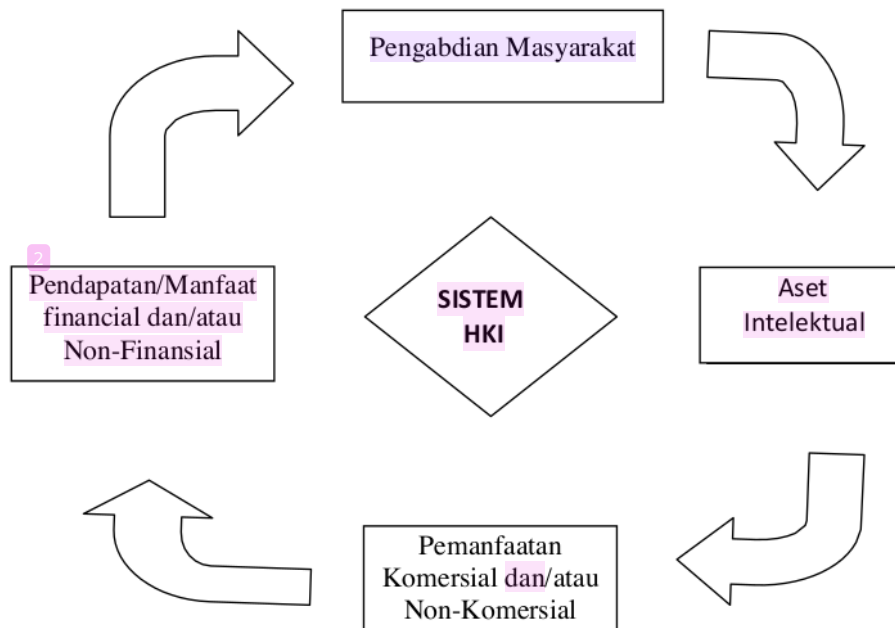 Pengabdian Masyarakat
2
Pendapatan/Manfaat
financial dan/atau
Non-Finansial
SISTEM
HKI
Aset
Intelektual
Pemanfaatan
Komersial dan/atau
Non-Komersial